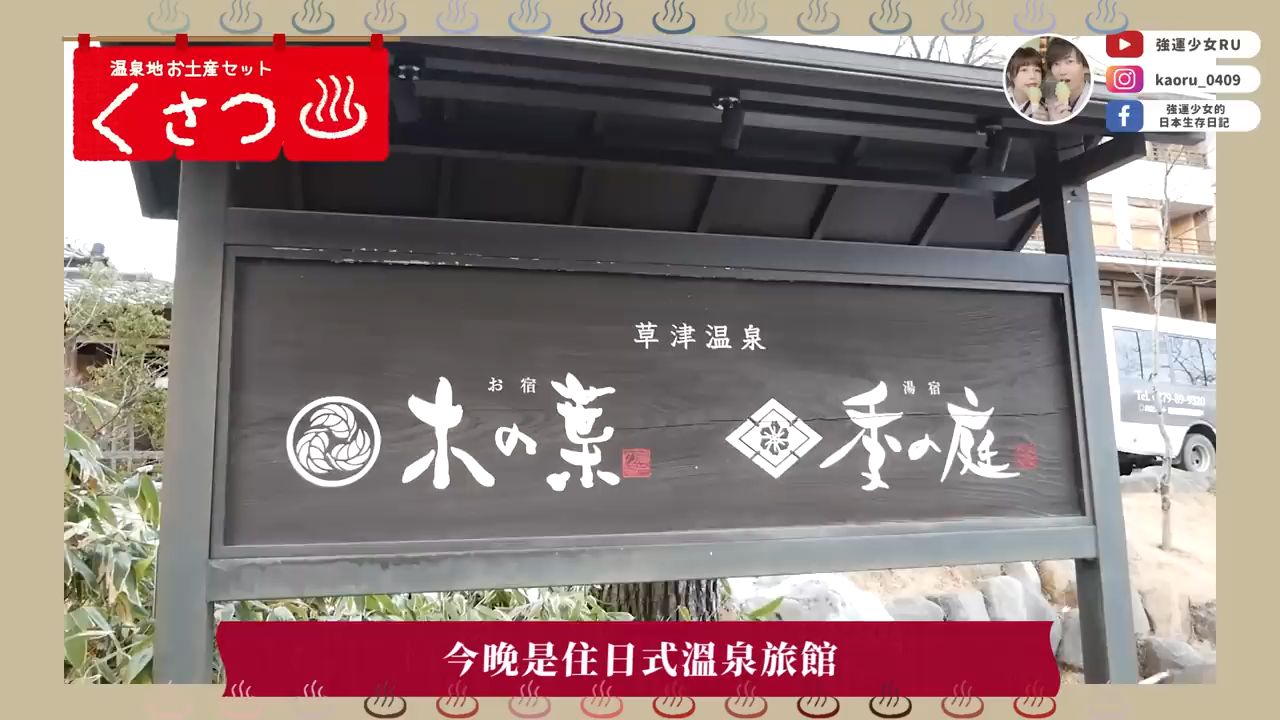 温泉地お土産セット
くさつ
強運少女RU
kaoru_0409
強運少女的
日本生存日記
草津温泉
お宿
木の葉
湯宿
季の庭
今晚是住日式溫泉旅館